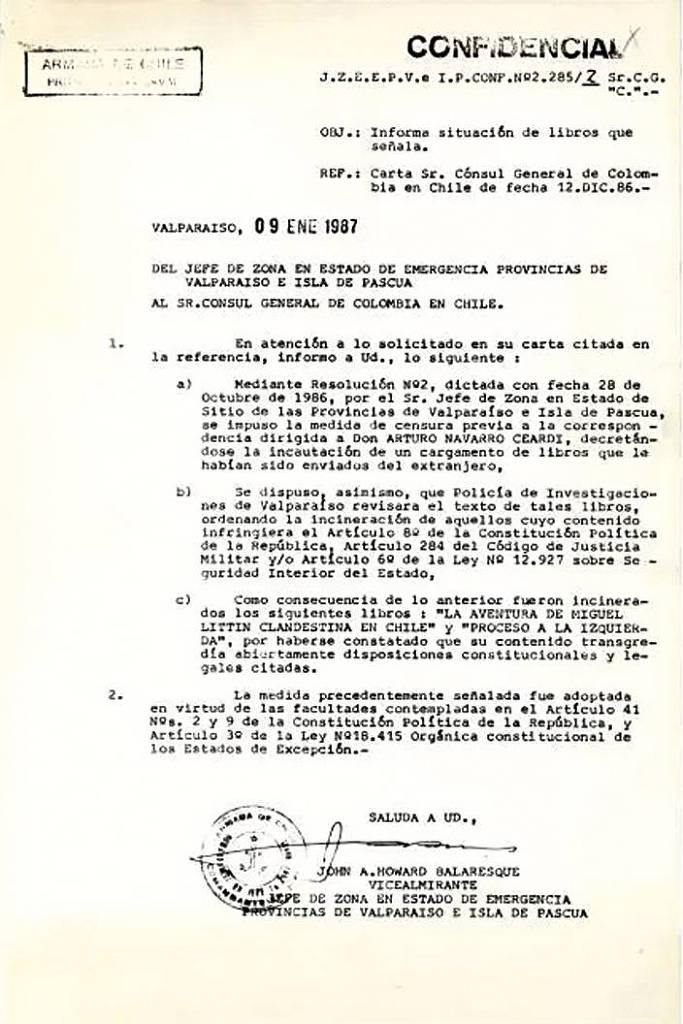 CONFIDENCIAL
ARMADA DE CHILE
J.Z.E.E.P.V.e I.P.CONF.Nº2.285/2 Sr.C.G.
"C.".-
OBJ.: Informa situación de libros que
señala.
REF.: Carta Sr. Cónsul General de Colom-
bia en Chile de fecha 12.DIC.86.-
VALPARAISO, 09 ENE 1987
DEL JEFE DE ZONA EN ESTADO DE EMERGENCIA PROVINCIAS DE
VALPARAISO E ISLA DE PASCUA
AL SR.CONSUL GENERAL DE COLOMBIA EN CHILE.
1. En atención a lo solicitado en su carta citada en
la referencia, informo a Ud., lo siguiente :
a) Mediante Resolución Nº2, dictada con fecha 28 de
Octubre de 1986, por el Sr. Jefe de Zona en Estado de
Sitio de las Provincias de Valparaíso e Isla de Pascua,
se impuso la medida de censura previa a la correspon -
dencia dirigida a Don ARTURO NAVARRO CEARDI, decretán-
dose la incautación de un cargamento de libros que le
habían sido enviados del extranjero,
b) Se dispuso, asimismo, que Policía de Investigacio-
nes de Valparaíso revisara el texto de tales libros,
ordenando la incineración de aquellos cuyo contenido
infringiera el Artículo 8º de la Constitución Política
de la República, Artículo 284 del Código de Justicia
Militar y/o Artículo 6º de la Ley Nº 12.927 sobre Se -
guridad Interior del Estado,
c) Como consecuencia de lo anterior fueron incinera-
dos los siguientes libros : "LA AVENTURA DE MIGUEL
LITTIN CLANDESTINA EN CHILE" y "PROCESO A LA IZQUIER-
DA", por haberse constatado que su contenido transgre-
día abiertamente disposiciones constitucionales y le-
gales citadas.
2. La medida precedentemente señalada fue adoptada
en virtud de las facultades contempladas en el Artículo 41
Nºs. 2 y 9 de la Constitución Política de la República, y
Artículo 3º de la Ley Nº18.415 Orgánica constitucional de
los Estados de Excepción.-
SALUDA A UD.,
JOHN A.HOWARD BALARESQUE
VICEALMIRANTE
JEFE DE ZONA EN ESTADO DE EMERGENCIA
PROVINCIAS DE VALPARAISO E ISLA DE PASCUA